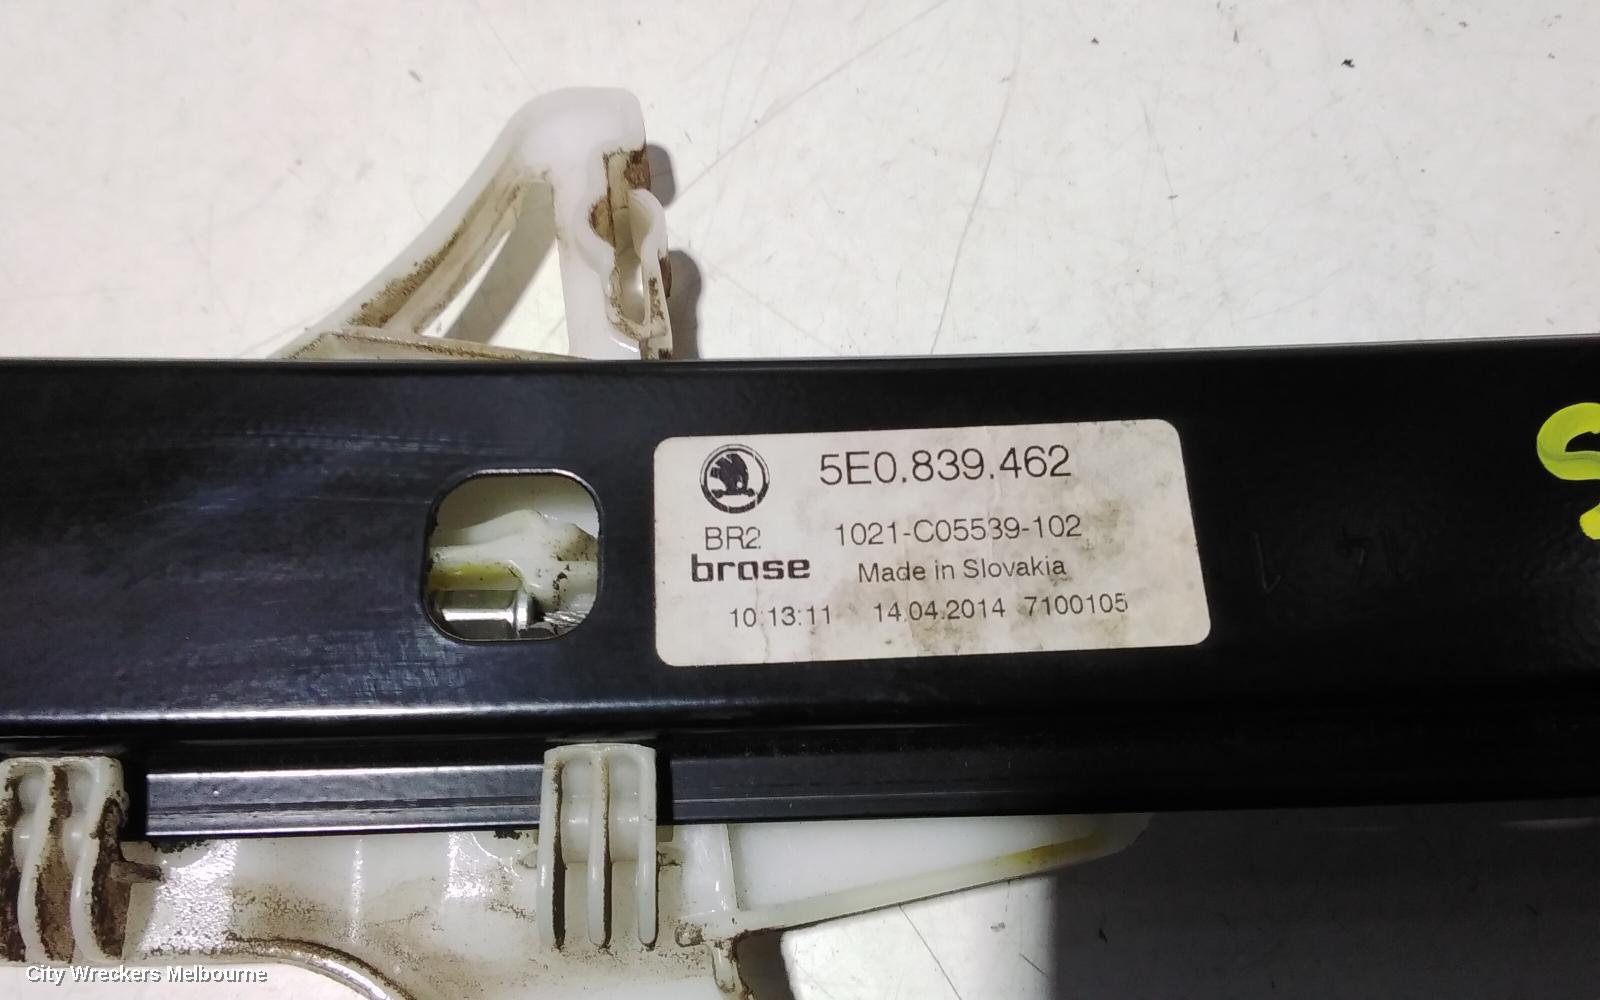 5E0.839.462
BR2 1021-C05539-102
brose Made in Slovakia
10:13:11 14.04.2014 7100105
City Wreckers Melbourne